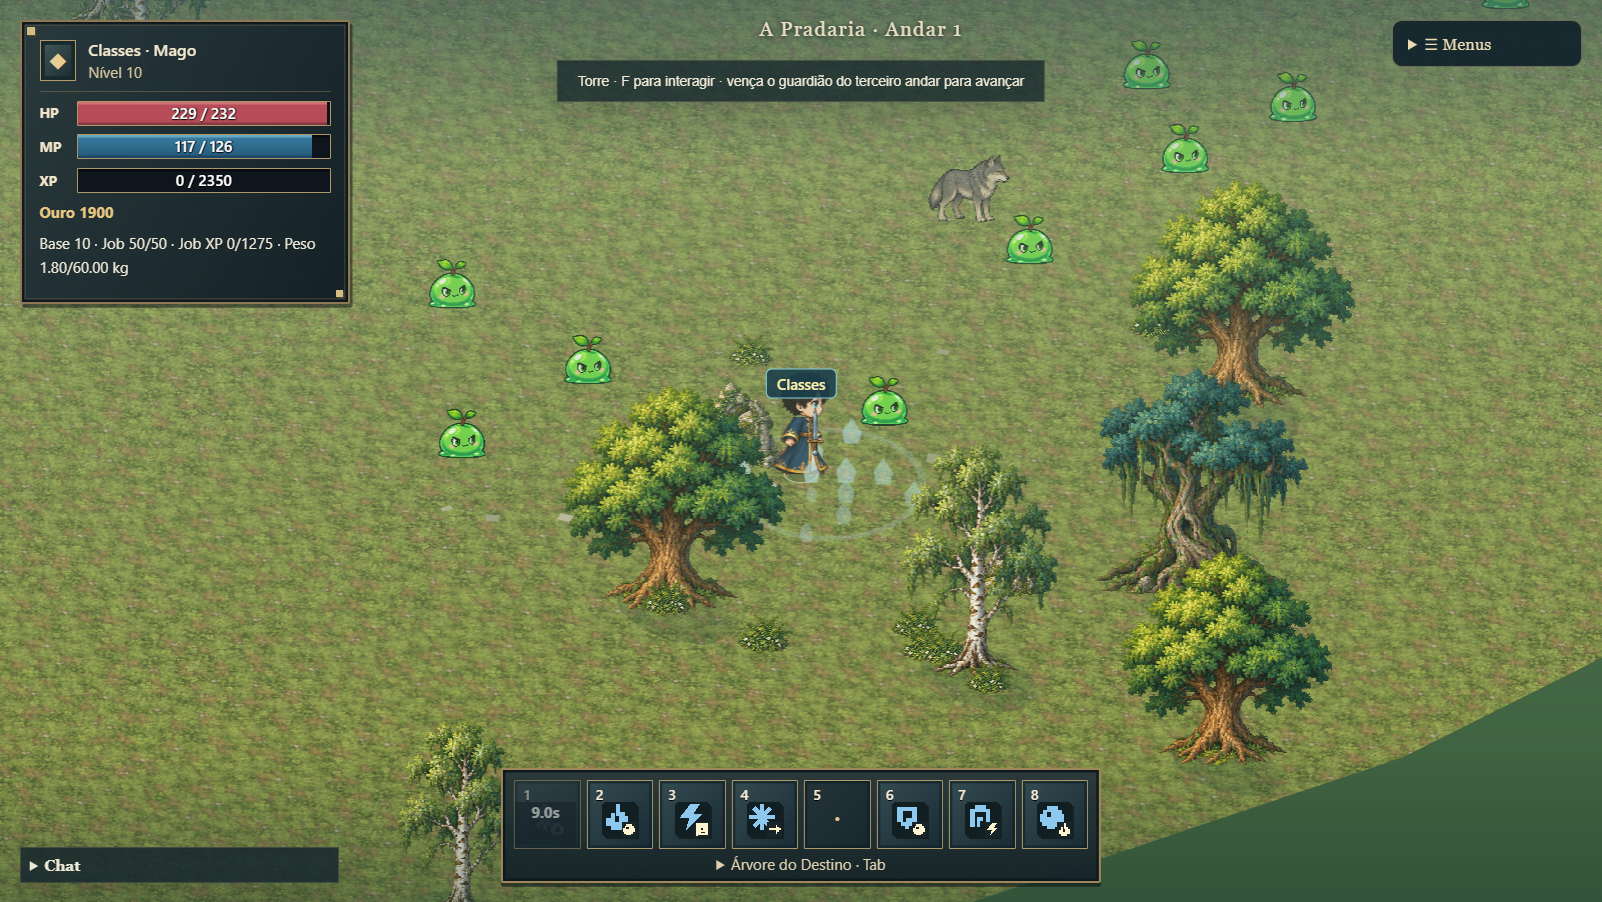 A Pradaria · Andar 1
Classes · Mago
Nível 10
HP 229 / 232
MP 117 / 126
XP 0 / 2350
Ouro 1900
Base 10 · Job 50/50 · Job XP 0/1275 · Peso
1.80/60.00 kg
Torre · F para interagir · vença o guardião do terceiro andar para avançar
▶ ☰ Menus
Classes
1 2 3 4 5 6 7 8
9.0s
▶ Árvore do Destino · Tab
▶ Chat